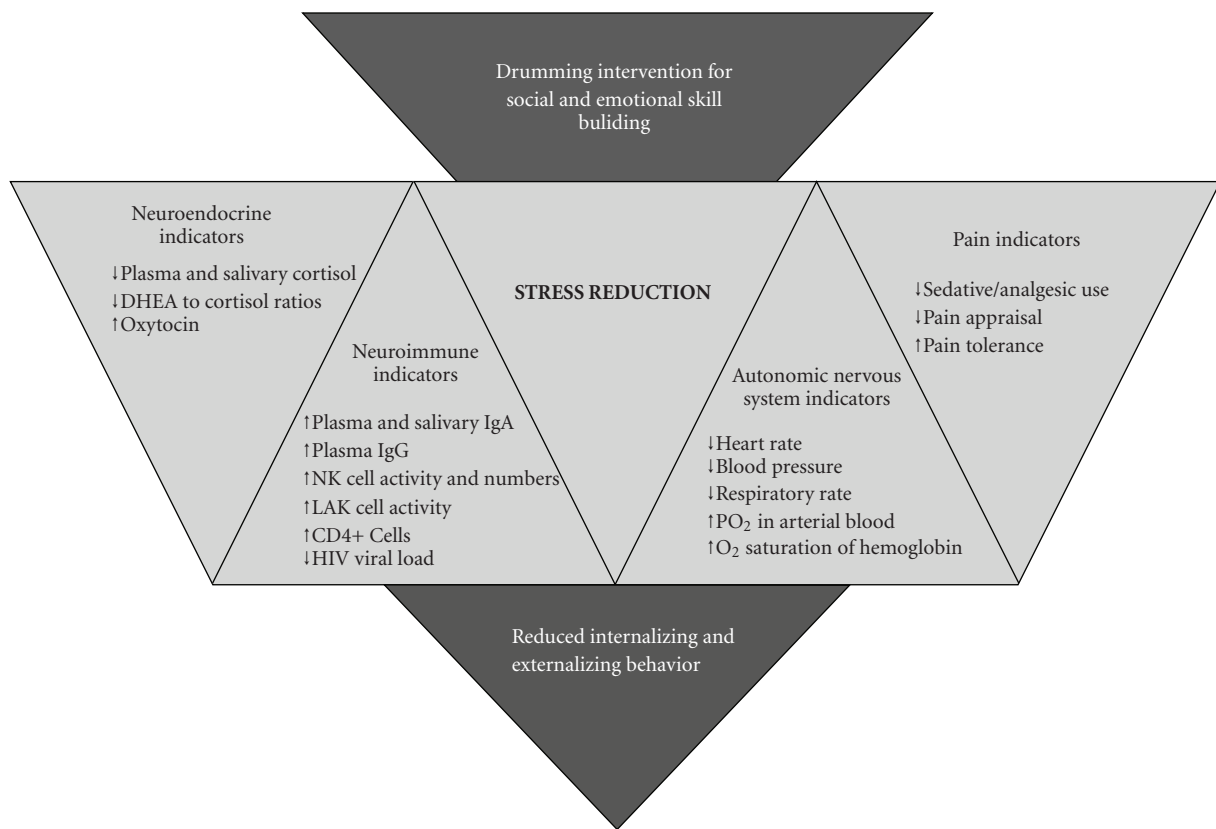 Drumming intervention for
social and emotional skill
buliding
Neuroendocrine
indicators
↓Plasma and salivary cortisol
↓DHEA to cortisol ratios
↑Oxytocin
Neuroimmune
indicators
↑Plasma and salivary IgA
↑Plasma IgG
↑NK cell activity and numbers
↑LAK cell activity
↑CD4+ Cells
↓HIV viral load
STRESS REDUCTION
Autonomic nervous
system indicators
↓Heart rate
↓Blood pressure
↓Respiratory rate
↑PO₂ in arterial blood
↑O₂ saturation of hemoglobin
Pain indicators
↓Sedative/analgesic use
↓Pain appraisal
↑Pain tolerance
Reduced internalizing and
externalizing behavior